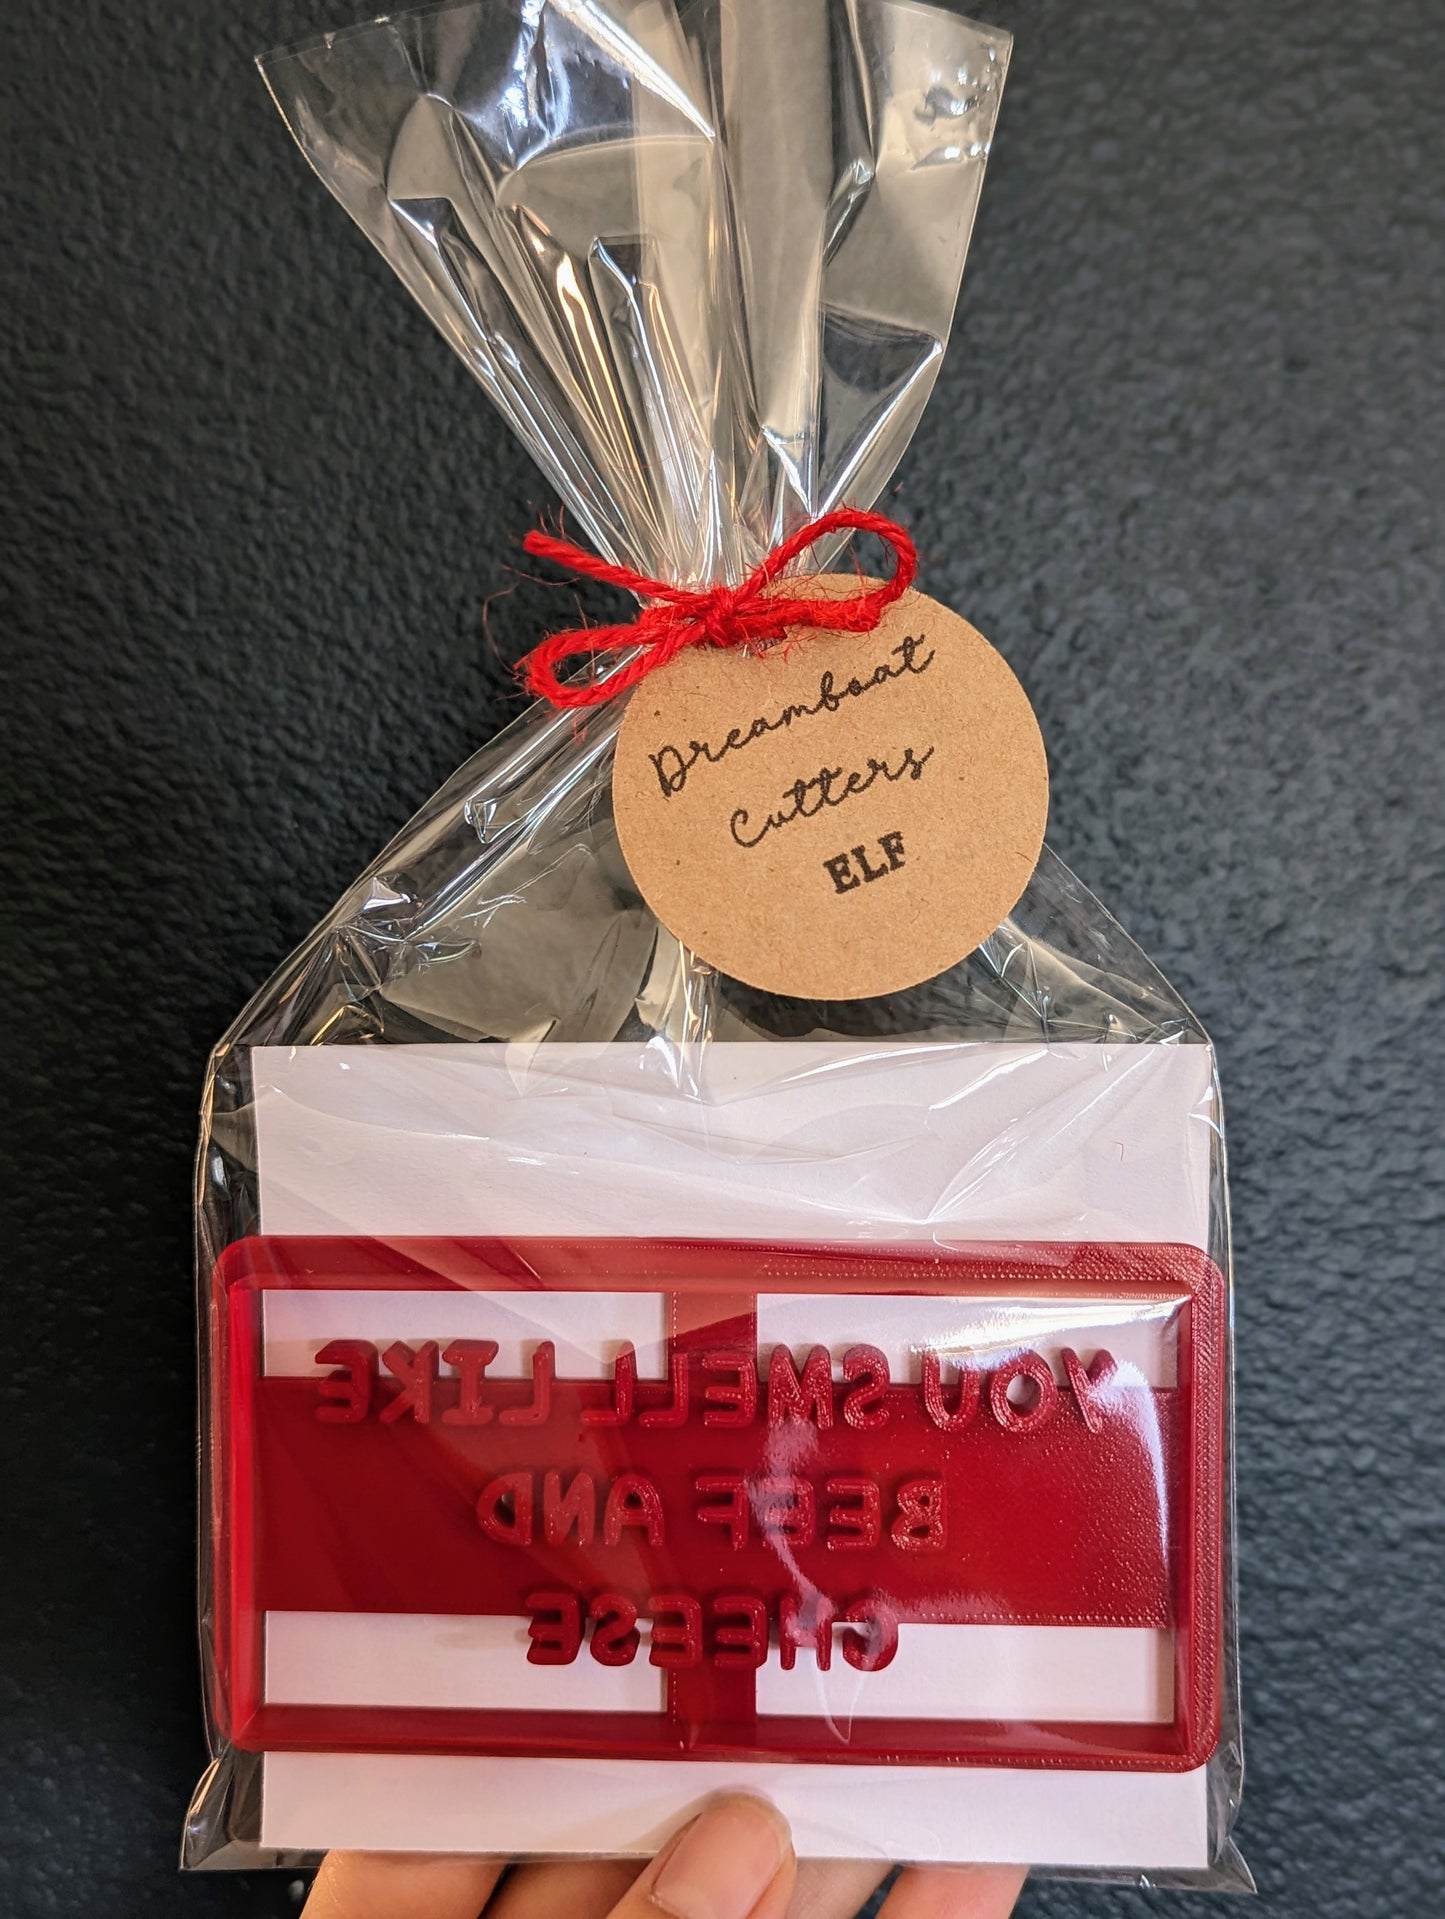 Dreamboat
Cutters
ELF
YOU SMELL LIKE
BEEF AND
CHEESE